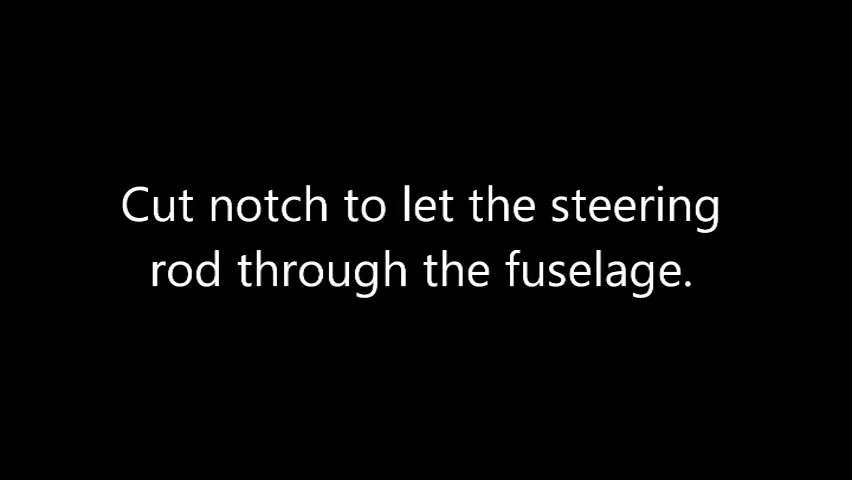 Cut notch to let the steering
rod through the fuselage.